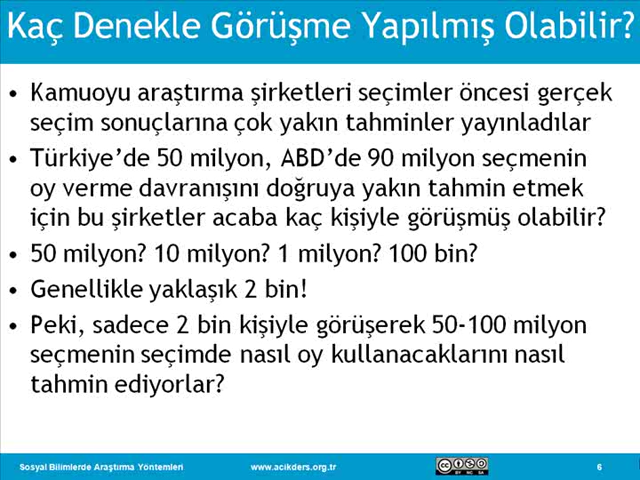 Kaç Denekle Görüşme Yapılmış Olabilir?
• Kamuoyu araştırma şirketleri seçimler öncesi gerçek
seçim sonuçlarına çok yakın tahminler yayınladılar
• Türkiye’de 50 milyon, ABD’de 90 milyon seçmenin
oy verme davranışını doğruya yakın tahmin etmek
için bu şirketler acaba kaç kişiyle görüşmüş olabilir?
• 50 milyon? 10 milyon? 1 milyon? 100 bin?
• Genellikle yaklaşık 2 bin!
• Peki, sadece 2 bin kişiyle görüşerek 50-100 milyon
seçmenin seçimde nasıl oy kullanacaklarını nasıl
tahmin ediyorlar?
Sosyal Bilimlerde Araştırma Yöntemleri www.acikders.org.tr cc BY NC SA 6